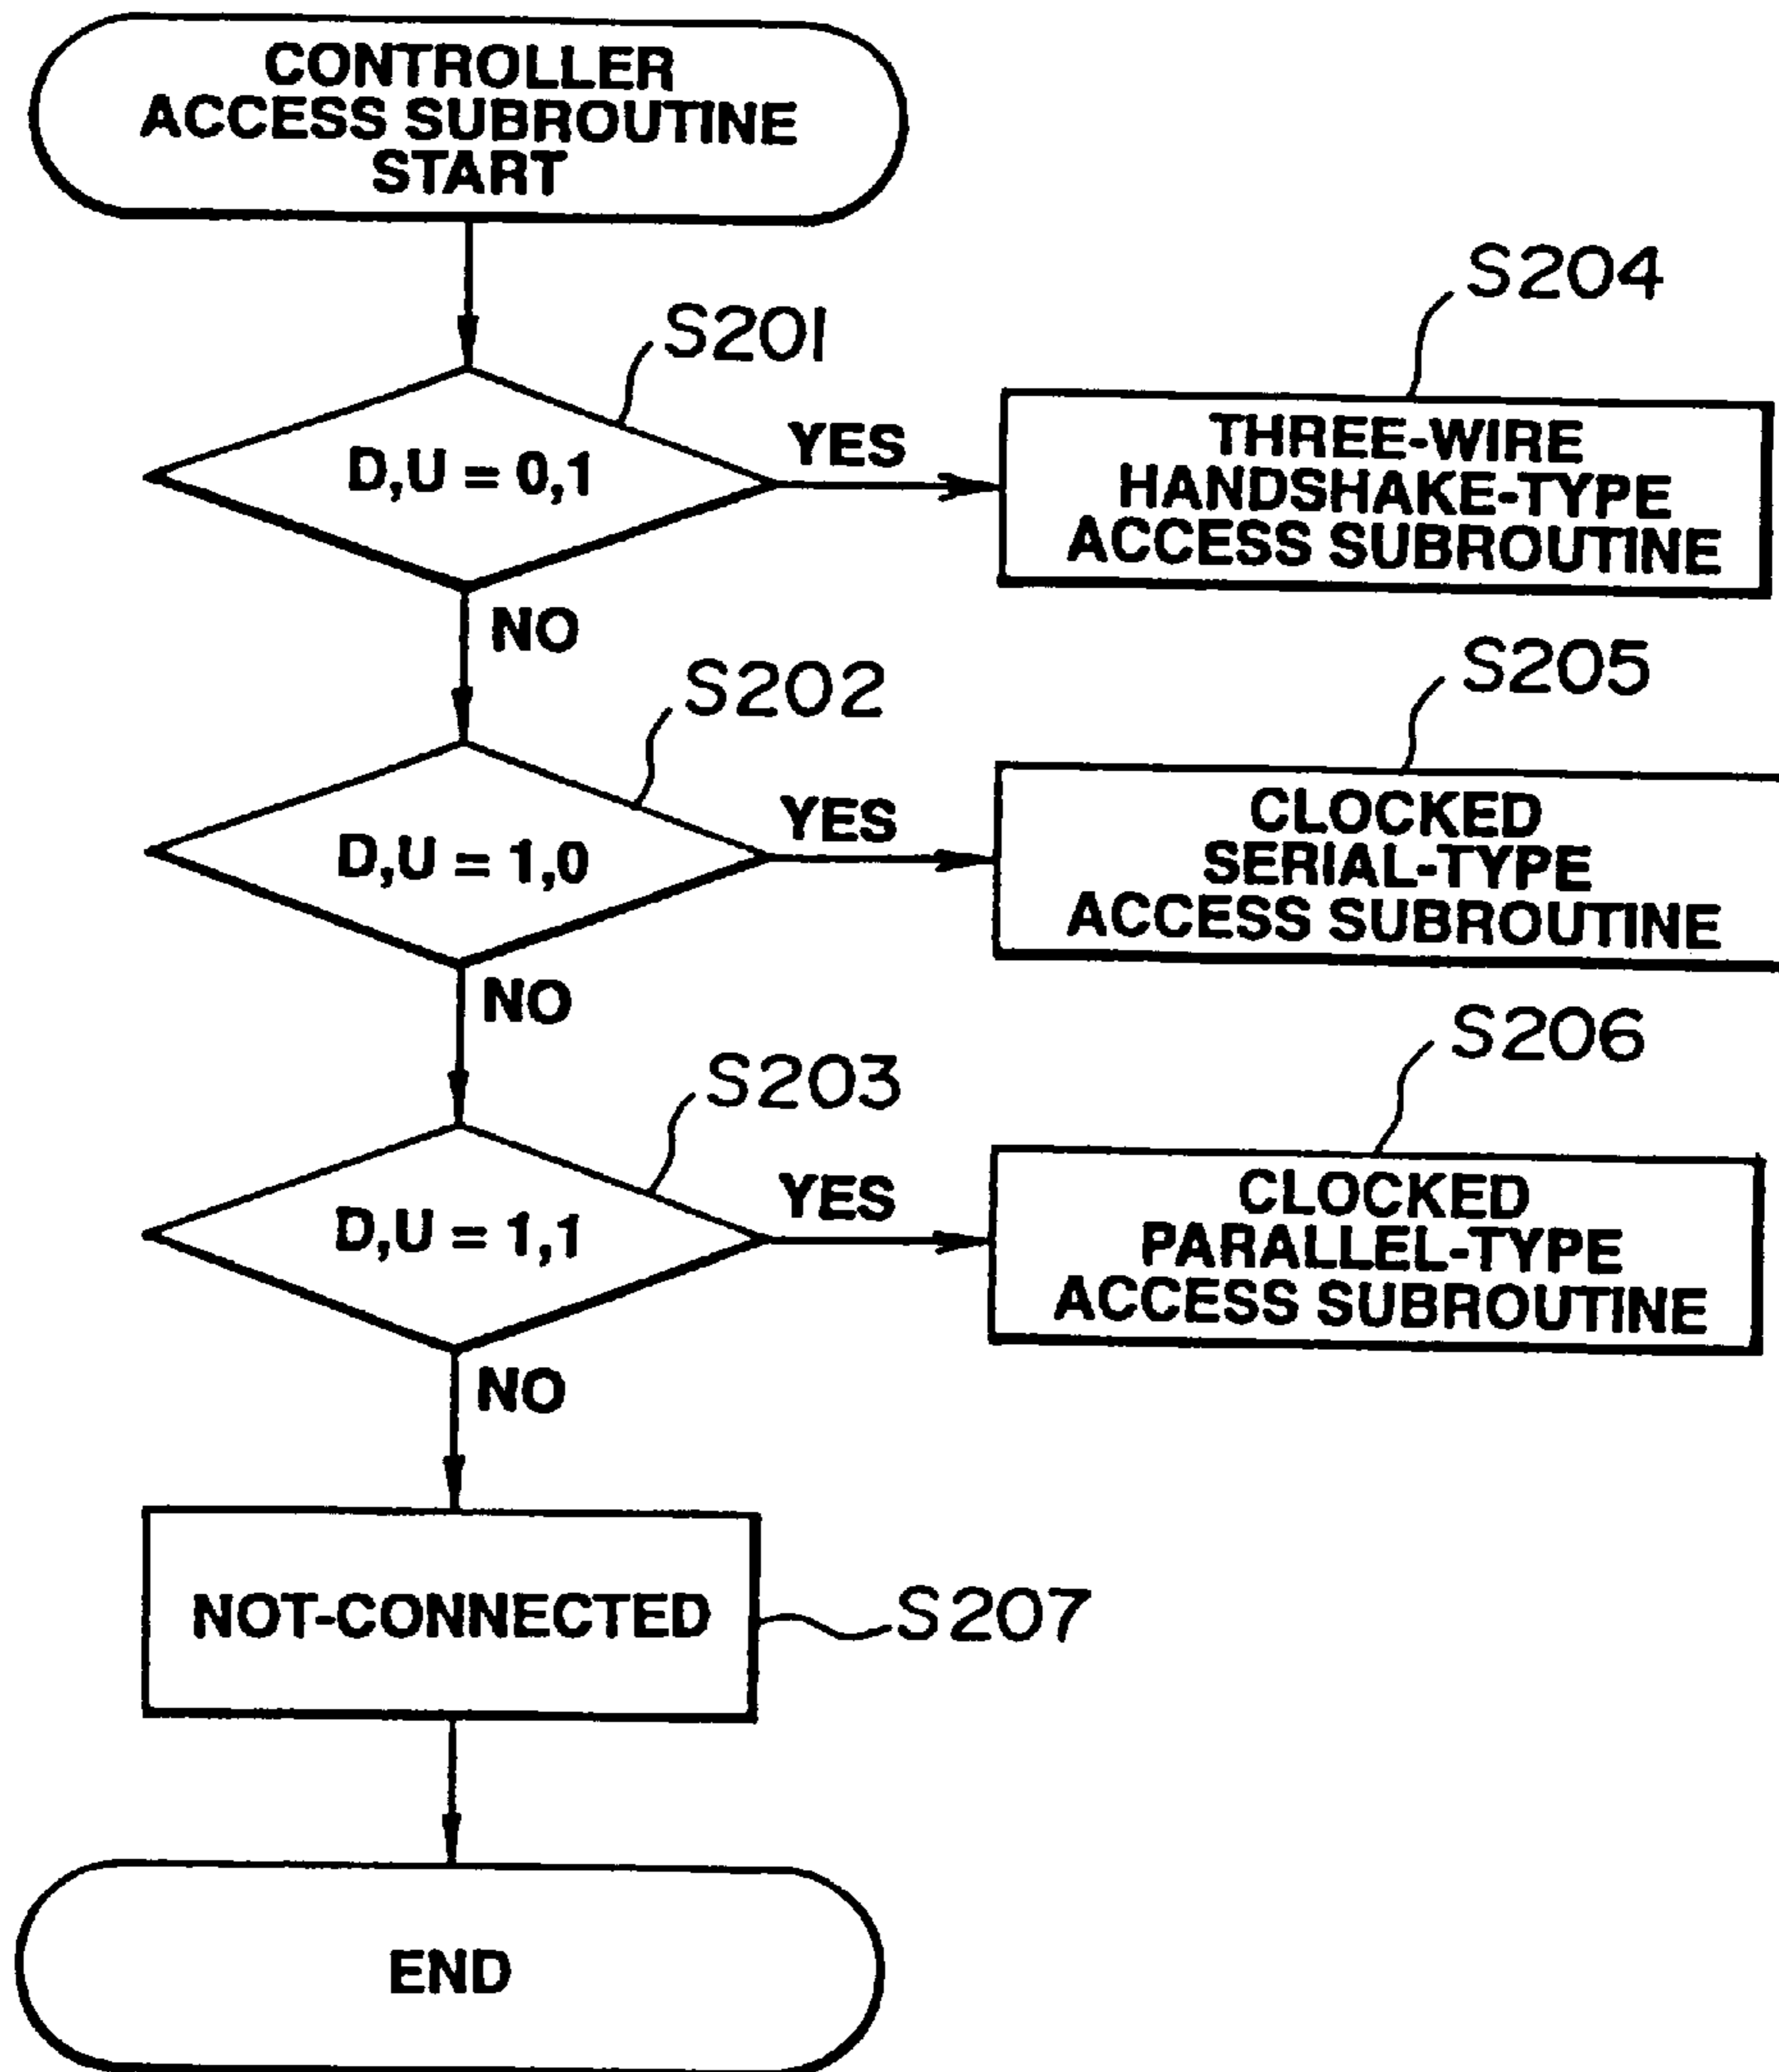 CONTROLLER
ACCESS SUBROUTINE
START
S201
D,U = 0,1
YES
S204
THREE-WIRE
HANDSHAKE-TYPE
ACCESS SUBROUTINE
NO
S202
D,U = 1,0
YES
S205
CLOCKED
SERIAL-TYPE
ACCESS SUBROUTINE
NO
S203
D,U = 1,1
YES
S206
CLOCKED
PARALLEL-TYPE
ACCESS SUBROUTINE
NO
NOT-CONNECTED
S207
END